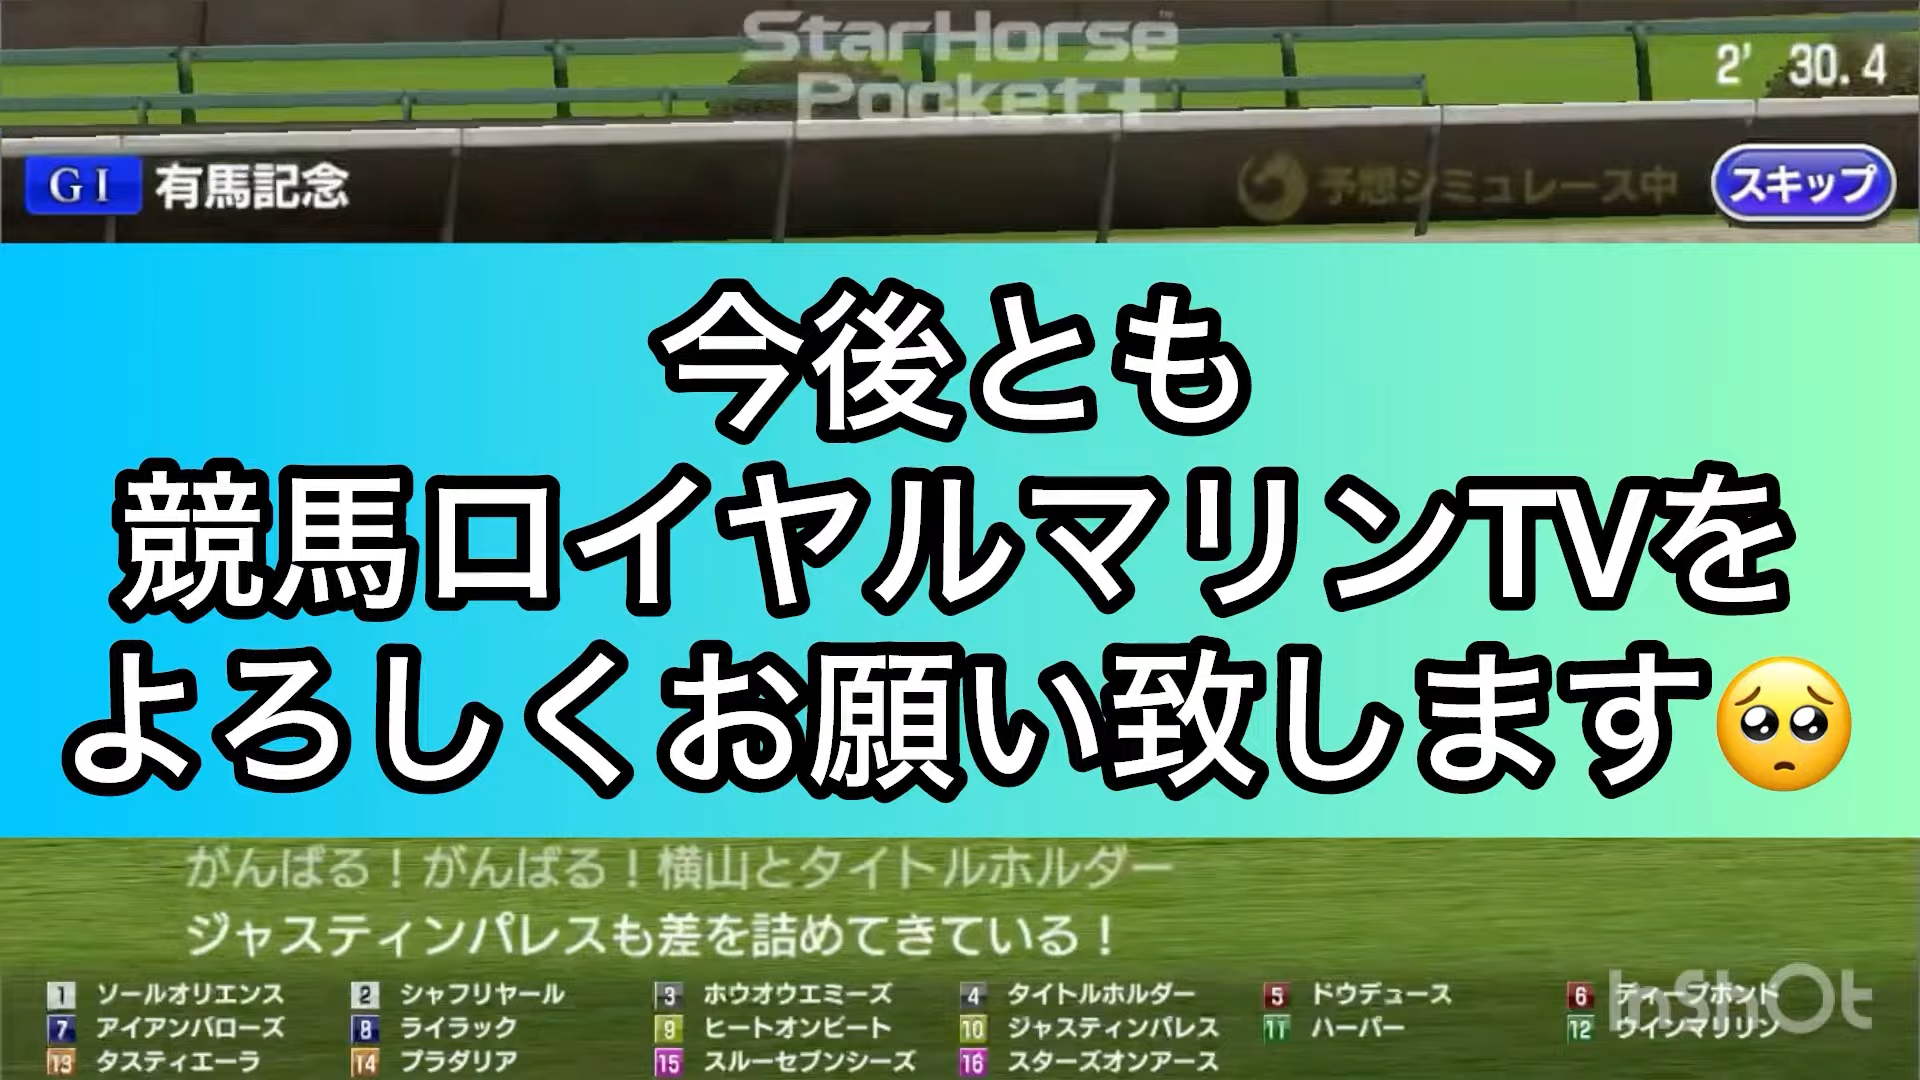 StarHorse
Pocket+
2' 30.4
GI 有馬記念
予想シミュレース中
スキップ
今後とも
競馬ロイヤルマリンTVを
よろしくお願い致します🥺
がんばる！がんばる！横山とタイトルホルダー
ジャスティンパレスも差を詰めてきている！
1 ソールオリエンス 2 シャフリヤール 3 ホウオウエミーズ 4 タイトルホルダー 5 ドウデュース 6 ディープボンド
7 アイアンバローズ 8 ライラック 9 ヒートオンビート 10 ジャスティンパレス 11 ハーパー 12 ウインマリリン
13 タスティエーラ 14 プラダリア 15 スルーセブンシーズ 16 スターズオンアース
InShOt